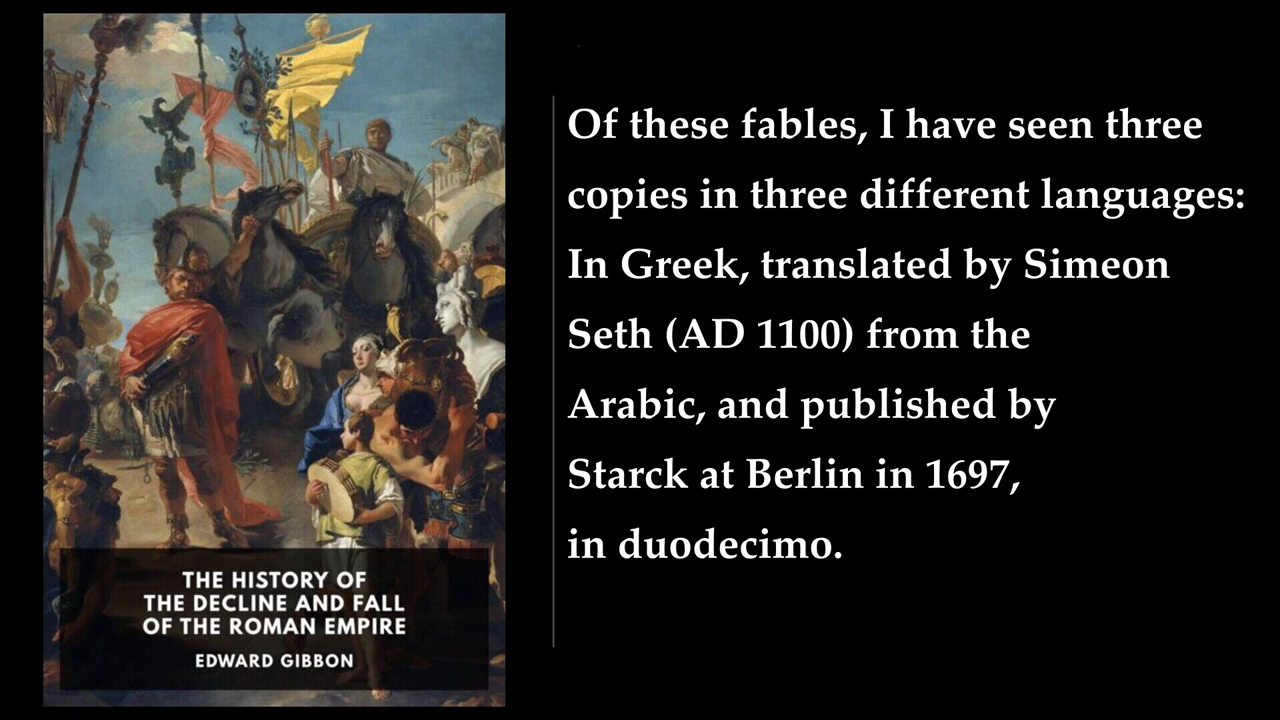 THE HISTORY OF
THE DECLINE AND FALL
OF THE ROMAN EMPIRE
EDWARD GIBBON
Of these fables, I have seen three
copies in three different languages:
In Greek, translated by Simeon
Seth (AD 1100) from the
Arabic, and published by
Starck at Berlin in 1697,
in duodecimo.